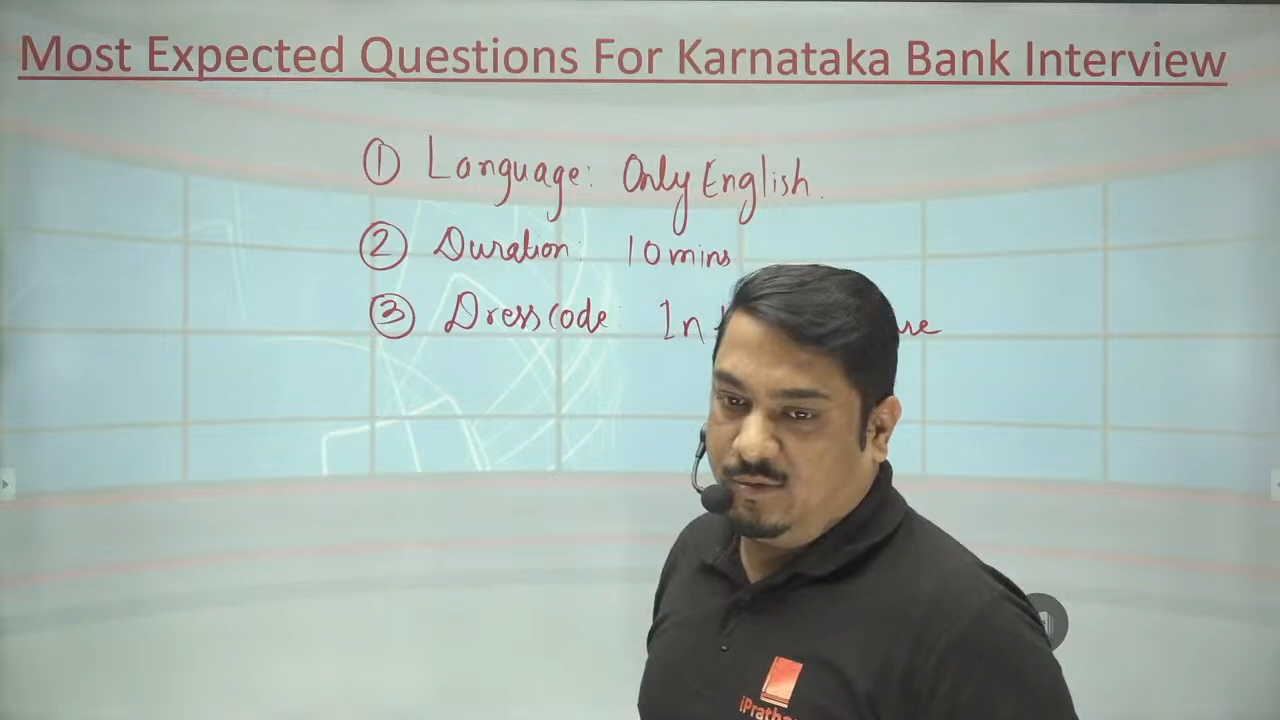 Most Expected Questions For Karnataka Bank Interview
① Language: Only English.
② Duration: 10 mins
③ Dresscode: In